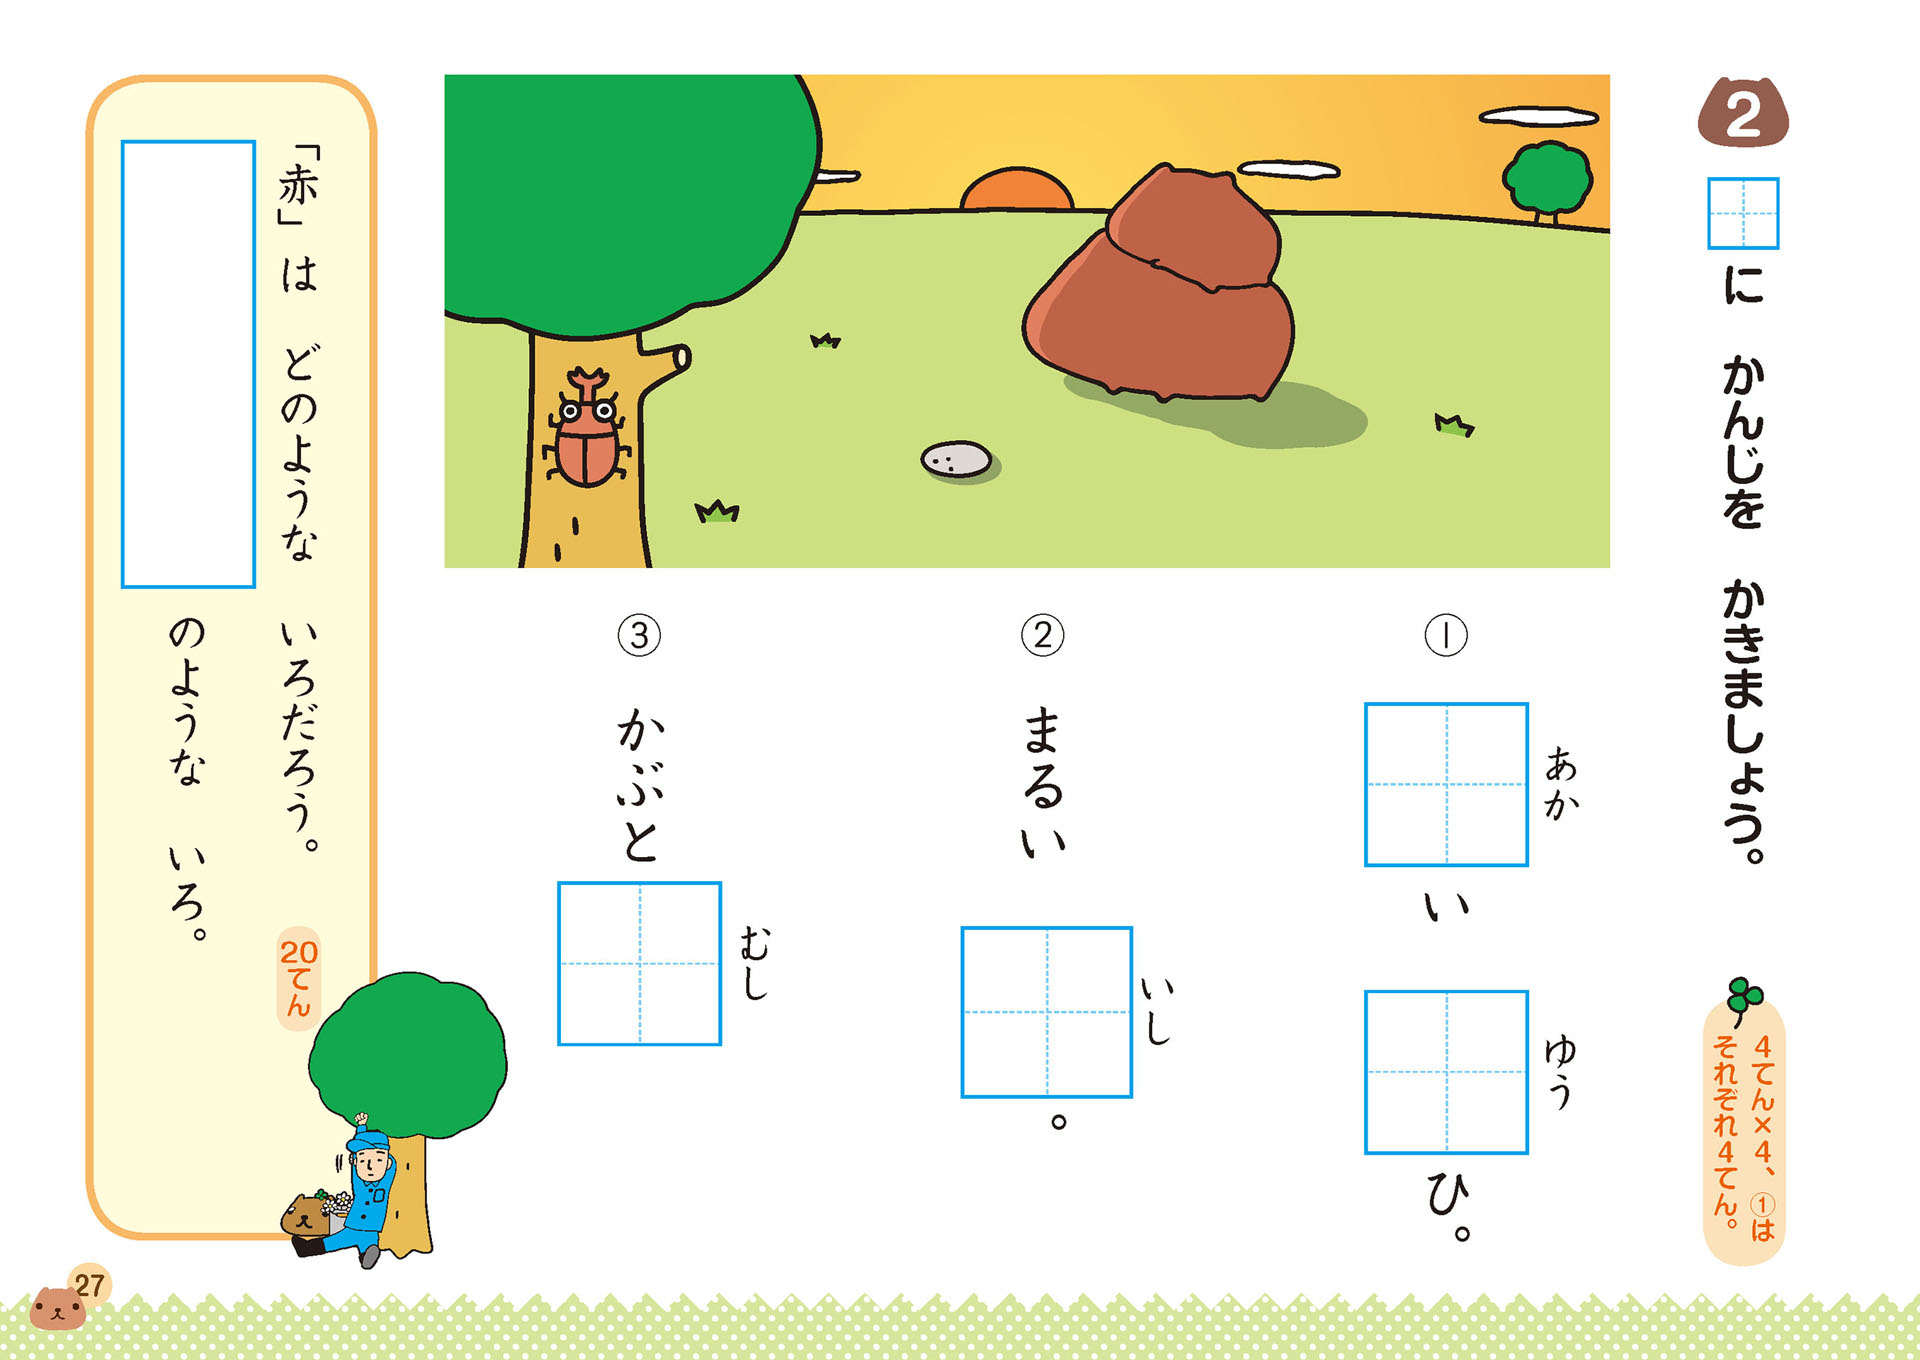 2
に かんじを かきましょう。
4てん×4、①は
それぞれ4てん。
①
あか
い
ゆう
ひ。
②
まるい
いし
。
③
かぶと
むし
「赤」は どのような いろだろう。
20てん
のような いろ。
27